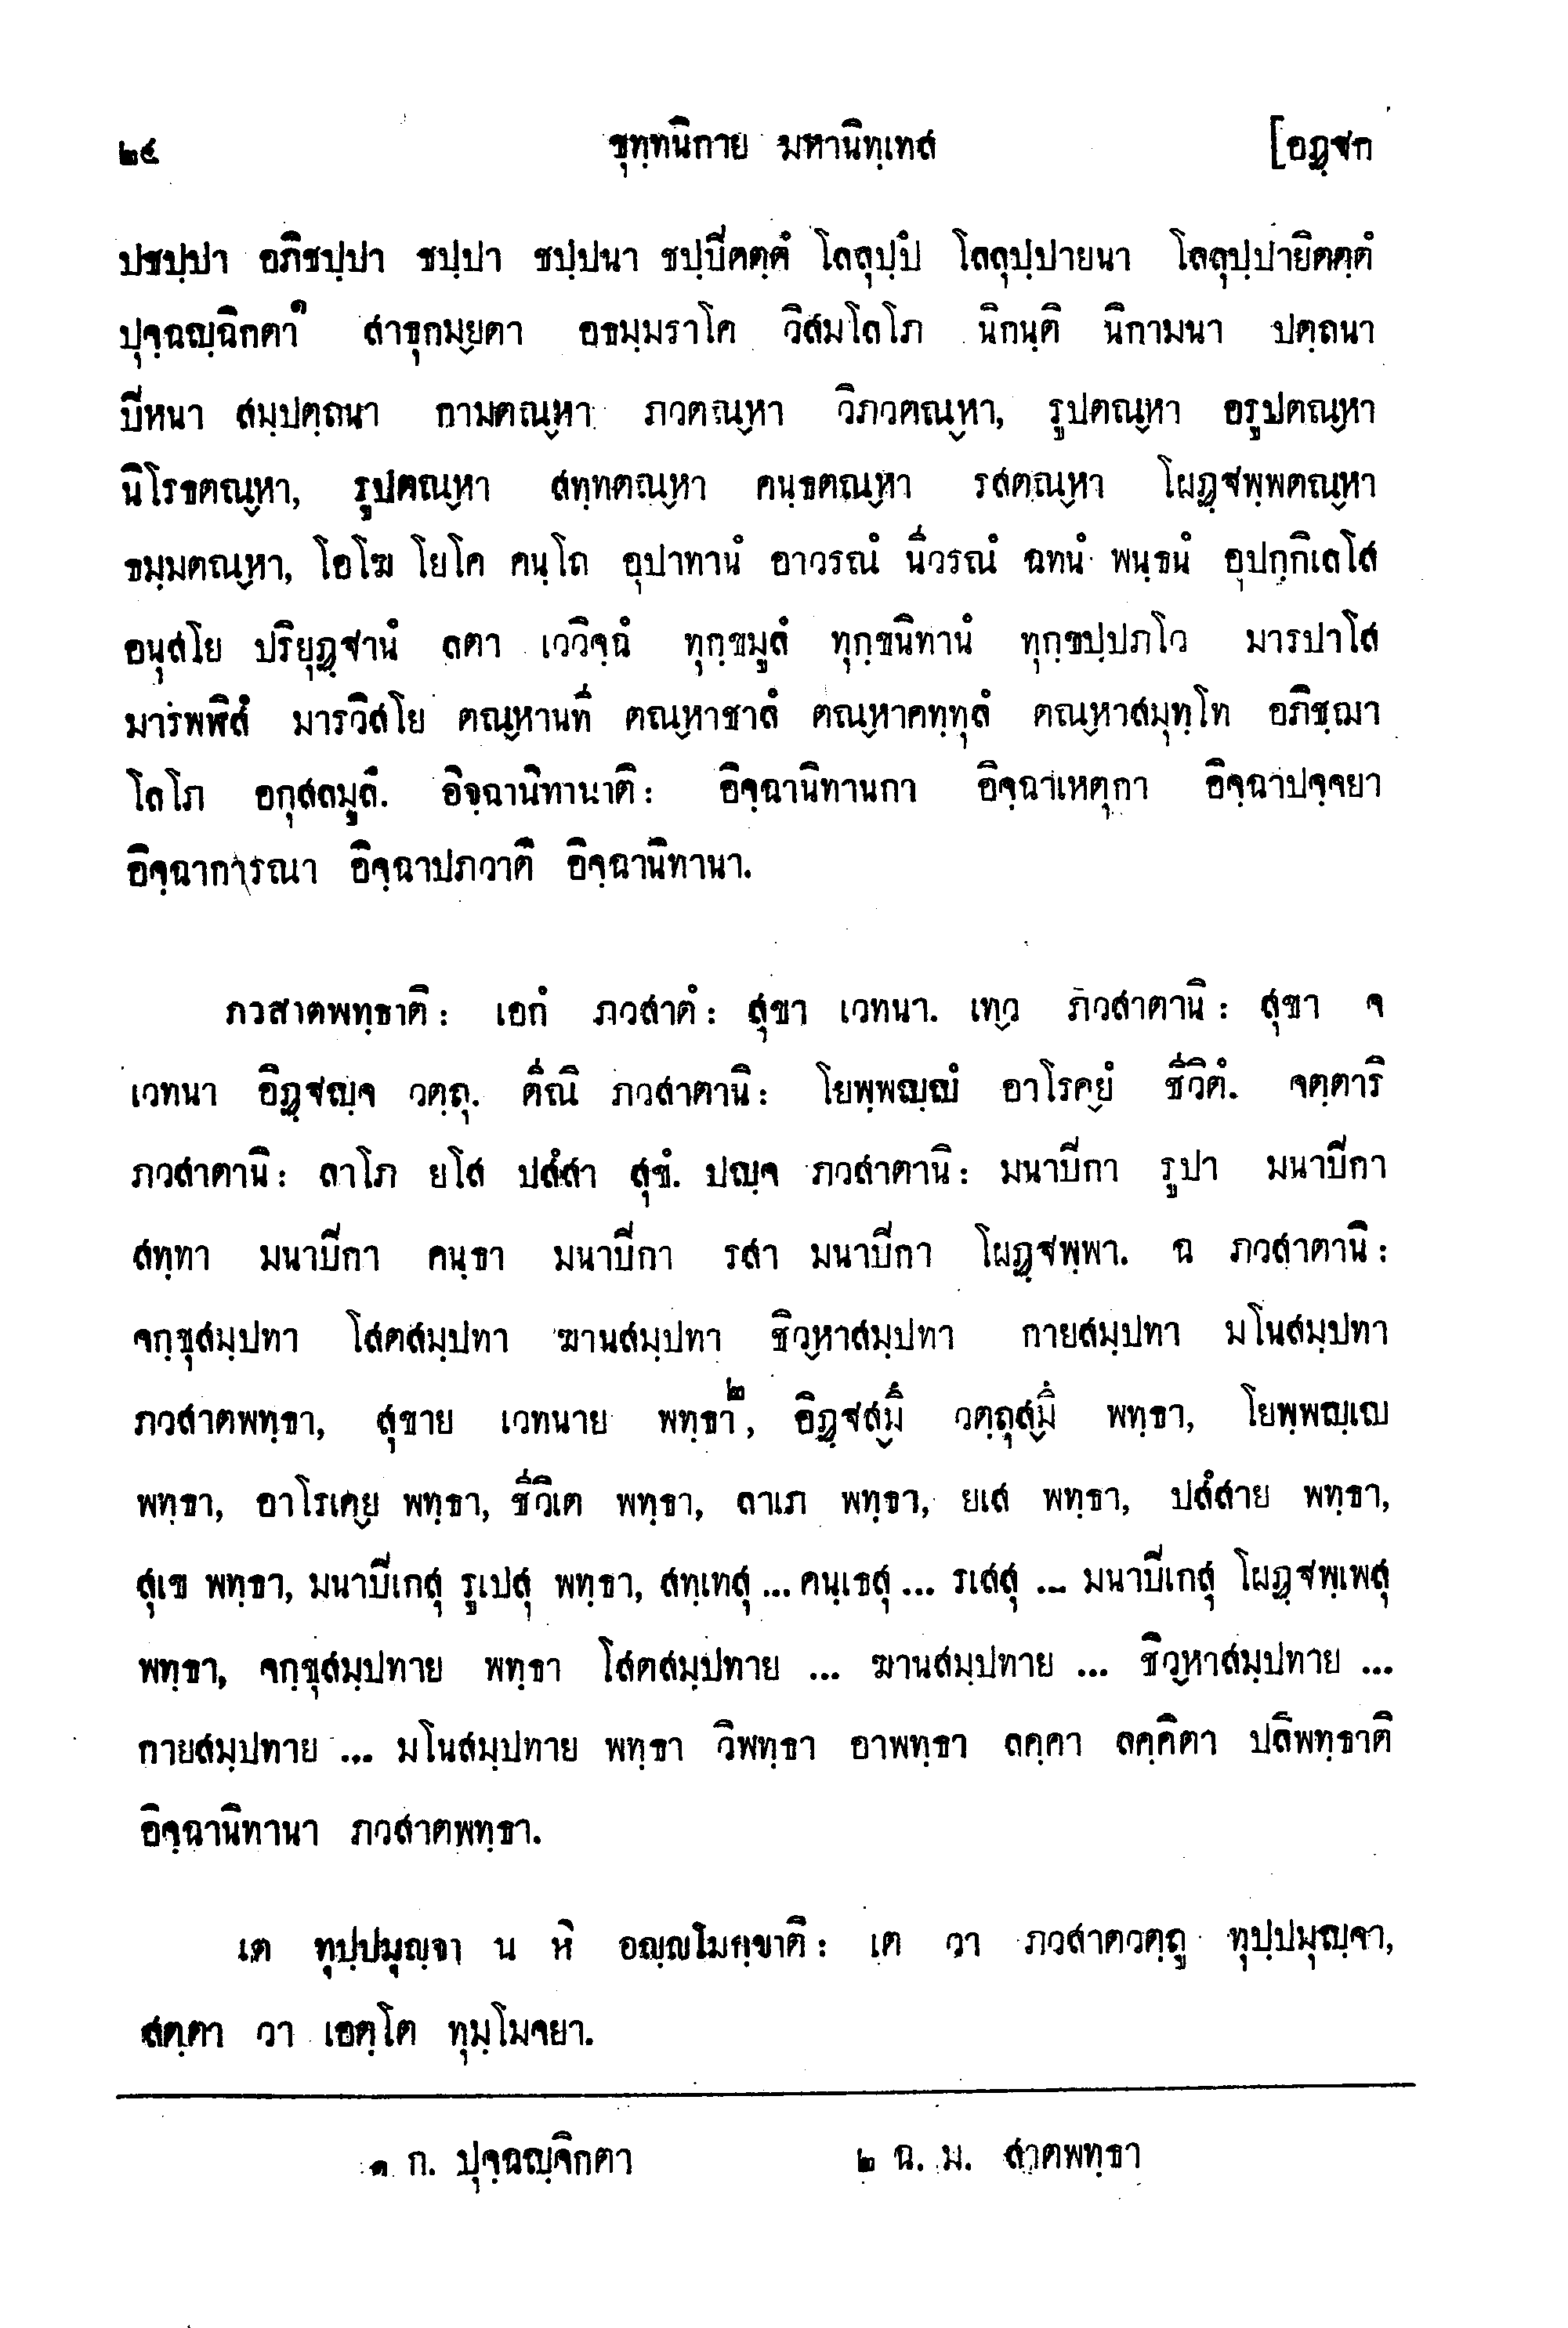 ๒๔ ขุทฺทนิกาย มหานิทฺเทส [อฏฺฐก
ปชปฺปา อภิชปฺปา ชปฺปา ชปฺปนา ชปฺปิตตฺตํ โลลุปฺปํ โลลุปฺปายนา โลลุปฺปายิตตฺตํ
ปุจฺฉญฺฉิกตา๑ สาธุกมฺยตา อธมฺมราโค วิสมโลโภ นิกนฺติ นิกามนา ปตฺถนา
ปิหนา สมฺปตฺถนา กามตณฺหา ภวตณฺหา วิภวตณฺหา, รูปตณฺหา อรูปตณฺหา
นิโรธตณฺหา, รูปตณฺหา สทฺทตณฺหา คนฺธตณฺหา รสตณฺหา โผฏฺฐพฺพตณฺหา
ธมฺมตณฺหา, โอโฆ โยโค คนฺโถ อุปาทานํ อาวรณํ นีวรณํ ฉทนํ พนฺธนํ อุปกฺกิเลโส
อนุสโย ปริยุฏฺฐานํ ลตา เววิจฺฉํ ทุกฺขมูลํ ทุกฺขนิทานํ ทุกฺขปฺปภโว มารปาโส
มารพฬิสํ มารวิสโย ตณฺหานที ตณฺหาชาลํ ตณฺหาคทฺทุลํ ตณฺหาสมุทฺโท อภิชฺฌา
โลโภ อกุสลมูลํ. อิจฺฉานิทานาติ: อิจฺฉานิทานกา อิจฺฉาเหตุกา อิจฺฉาปจฺจยา
อิจฺฉาการณา อิจฺฉาปภวาติ อิจฺฉานิทานา.
ภวสาตพทฺธาติ: เอกํ ภวสาตํ: สุขา เวทนา. เทฺว ภวสาตานิ: สุขา จ
เวทนา อิฏฺฐญฺจ วตฺถุ. ตีณิ ภวสาตานิ: โยพฺพญฺญํ อาโรคฺยํ ชีวิตํ. จตฺตาริ
ภวสาตานิ: ลาโภ ยโส ปสํสา สุขํ. ปญฺจ ภวสาตานิ: มนาปิกา รูปา มนาปิกา
สทฺทา มนาปิกา คนฺธา มนาปิกา รสา มนาปิกา โผฏฺฐพฺพา. ฉ ภวสาตานิ:
จกฺขุสมฺปทา โสตสมฺปทา ฆานสมฺปทา ชิวฺหาสมฺปทา กายสมฺปทา มโนสมฺปทา
ภวสาตพทฺธา, สุขาย เวทนาย พทฺธา๒, อิฏฺฐสฺมึ วตฺถุสฺมึ พทฺธา, โยพฺพญฺเญ
พทฺธา, อาโรคฺเย พทฺธา, ชีวิเต พทฺธา, ลาเภ พทฺธา, ยเส พทฺธา, ปสํสาย พทฺธา,
สุเข พทฺธา, มนาปิเกสุ รูเปสุ พทฺธา, สทฺเทสุ ... คนฺเธสุ ... รเสสุ ... มนาปิเกสุ โผฏฺฐพฺเพสุ
พทฺธา, จกฺขุสมฺปทาย พทฺธา โสตสมฺปทาย ... ฆานสมฺปทาย ... ชิวฺหาสมฺปทาย ...
กายสมฺปทาย ... มโนสมฺปทาย พทฺธา วิพทฺธา อาพทฺธา ลคฺคา ลคฺคิตา ปลิพทฺธาติ
อิจฺฉานิทานา ภวสาตพทฺธา.
เต ทุปฺปมุญฺจา น หิ อญฺญโมกฺขาติ: เต วา ภวสาตวตฺถู ทุปฺปมุญฺจา,
สตฺตา วา เอตฺโต ทุมฺโมจยา.
๑ ก. ปุจฺฉญฺจิกตา ๒ ฉ. ม. สาตพทฺธา